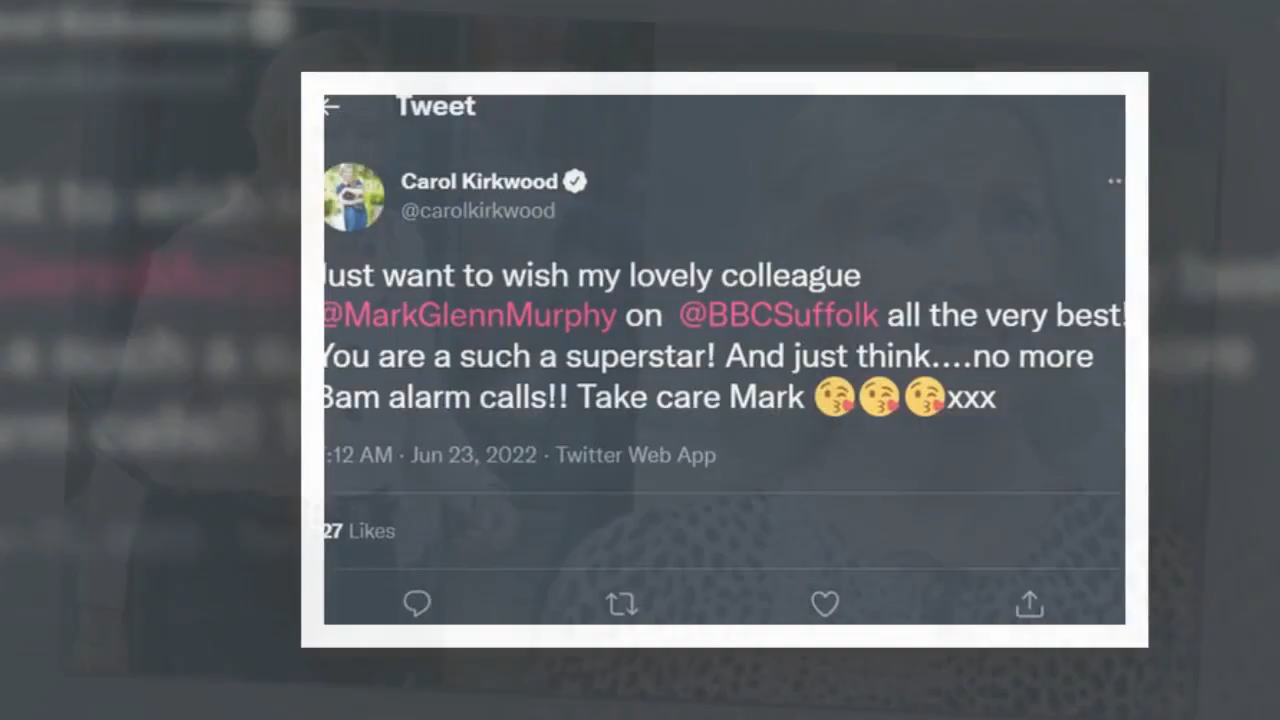 Tweet
Carol Kirkwood
@carolkirkwood
Just want to wish my lovely colleague
@MarkGlennMurphy on @BBCSuffolk all the very best!
You are a such a superstar! And just think....no more
3am alarm calls!! Take care Mark 😘😘😘xxx
:12 AM · Jun 23, 2022 · Twitter Web App
27 Likes